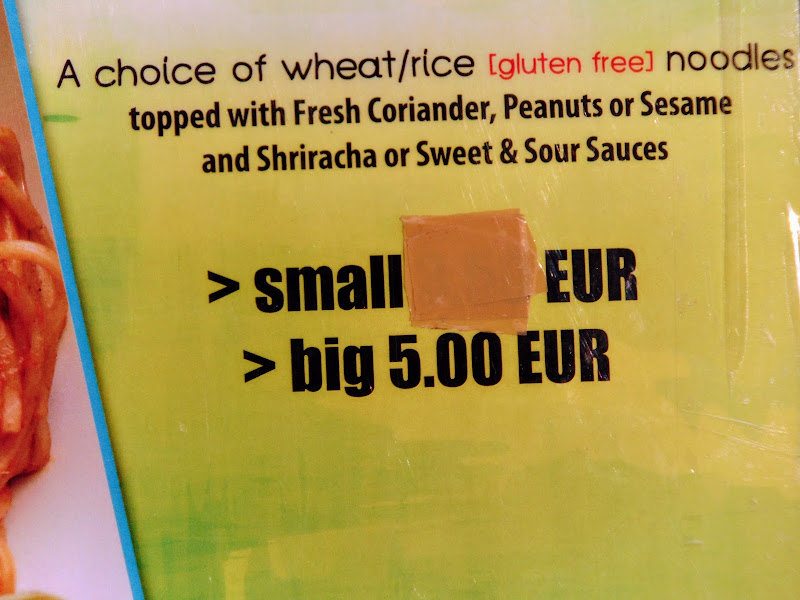 A choice of wheat/rice [gluten free] noodles
topped with Fresh Coriander, Peanuts or Sesame
and Shriracha or Sweet & Sour Sauces
> small EUR
> big 5.00 EUR